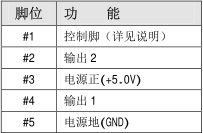 脚位 功 能
#1 控制脚（详见说明）
#2 输出2
#3 电源正(+5.0V)
#4 输出1
#5 电源地(GND)